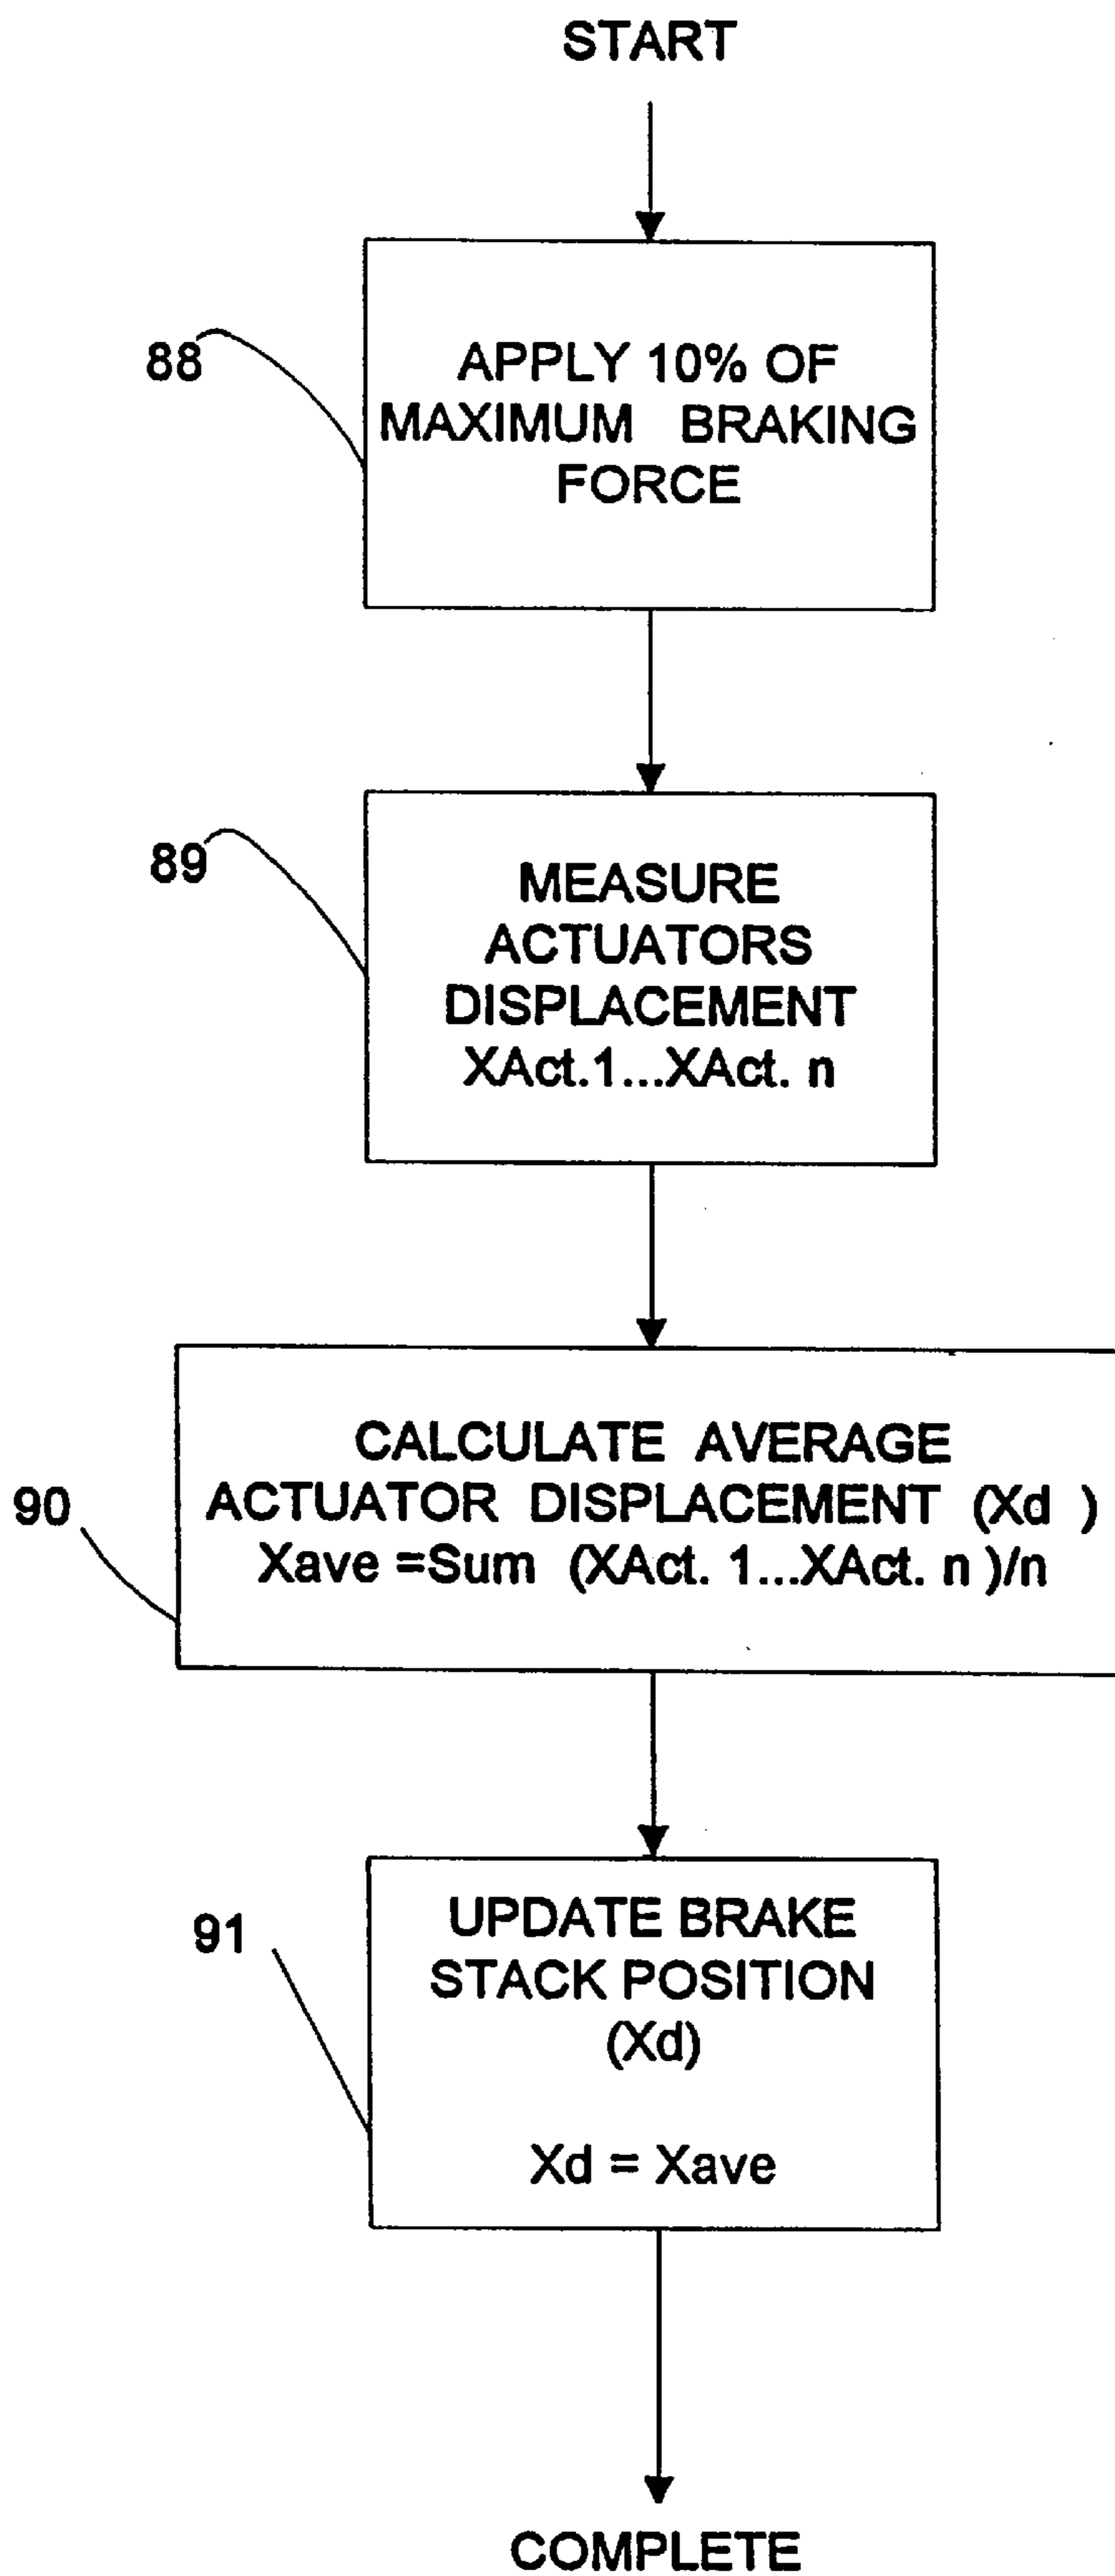 START
88
APPLY 10% OF
MAXIMUM BRAKING
FORCE
89
MEASURE
ACTUATORS
DISPLACEMENT
XAct.1...XAct. n
90
CALCULATE AVERAGE
ACTUATOR DISPLACEMENT (Xd )
Xave =Sum (XAct. 1...XAct. n )/n
91
UPDATE BRAKE
STACK POSITION
(Xd)
Xd = Xave
COMPLETE